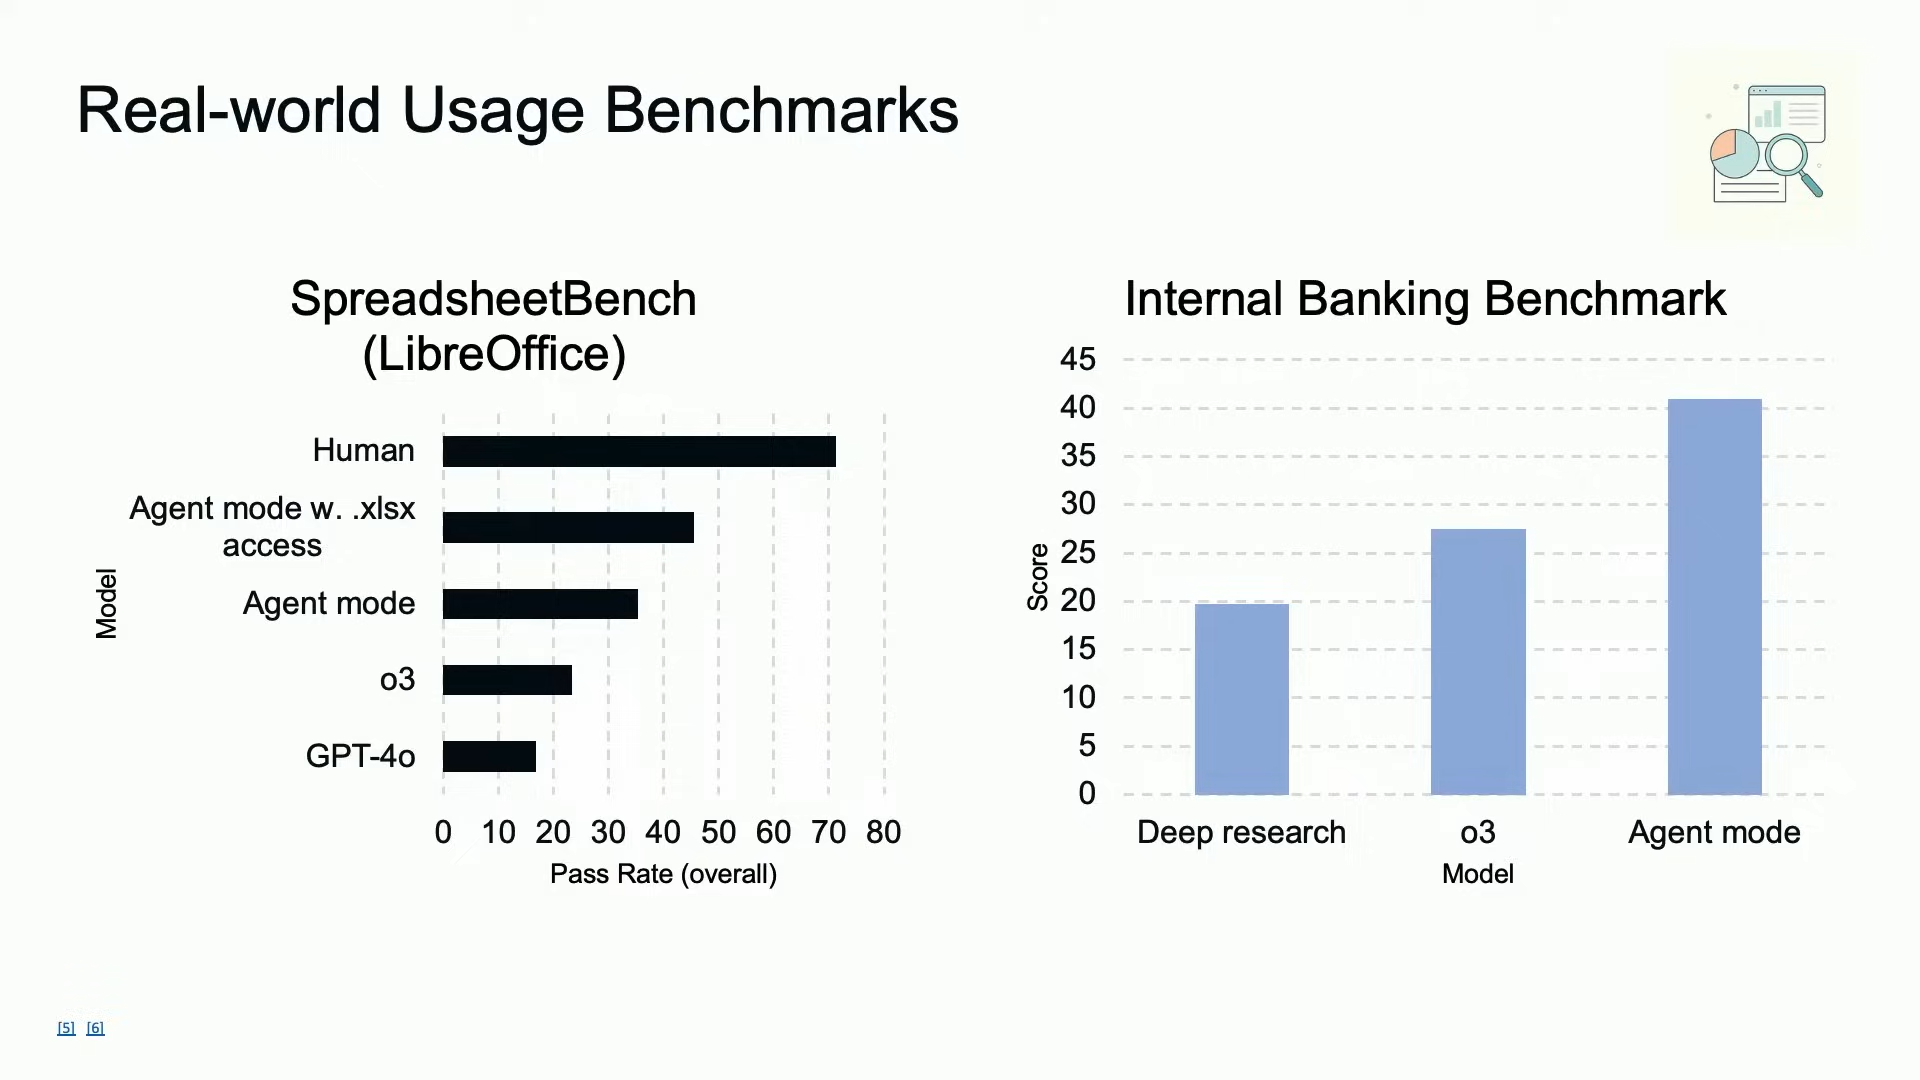 Real-world Usage Benchmarks
SpreadsheetBench
(LibreOffice)
Model
Human
Agent mode w. .xlsx
access
Agent mode
o3
GPT-4o
0 10 20 30 40 50 60 70 80
Pass Rate (overall)
Internal Banking Benchmark
Score
45
40
35
30
25
20
15
10
5
0
Deep research o3 Agent mode
Model
[5] [6]